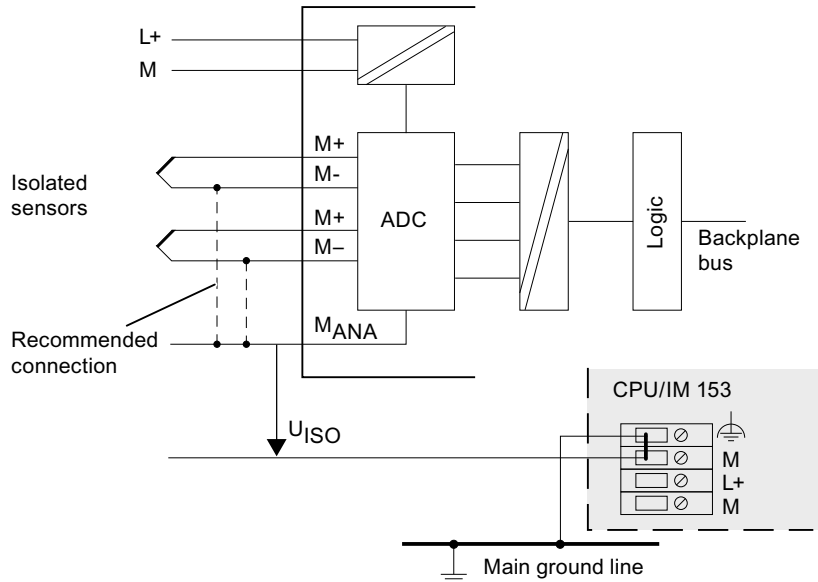 L+
M
M+
M-
Isolated
sensors
M+
M–
ADC
Logic
Backplane
bus
Recommended
connection
MANA
UISO
CPU/IM 153
M
L+
M
Main ground line